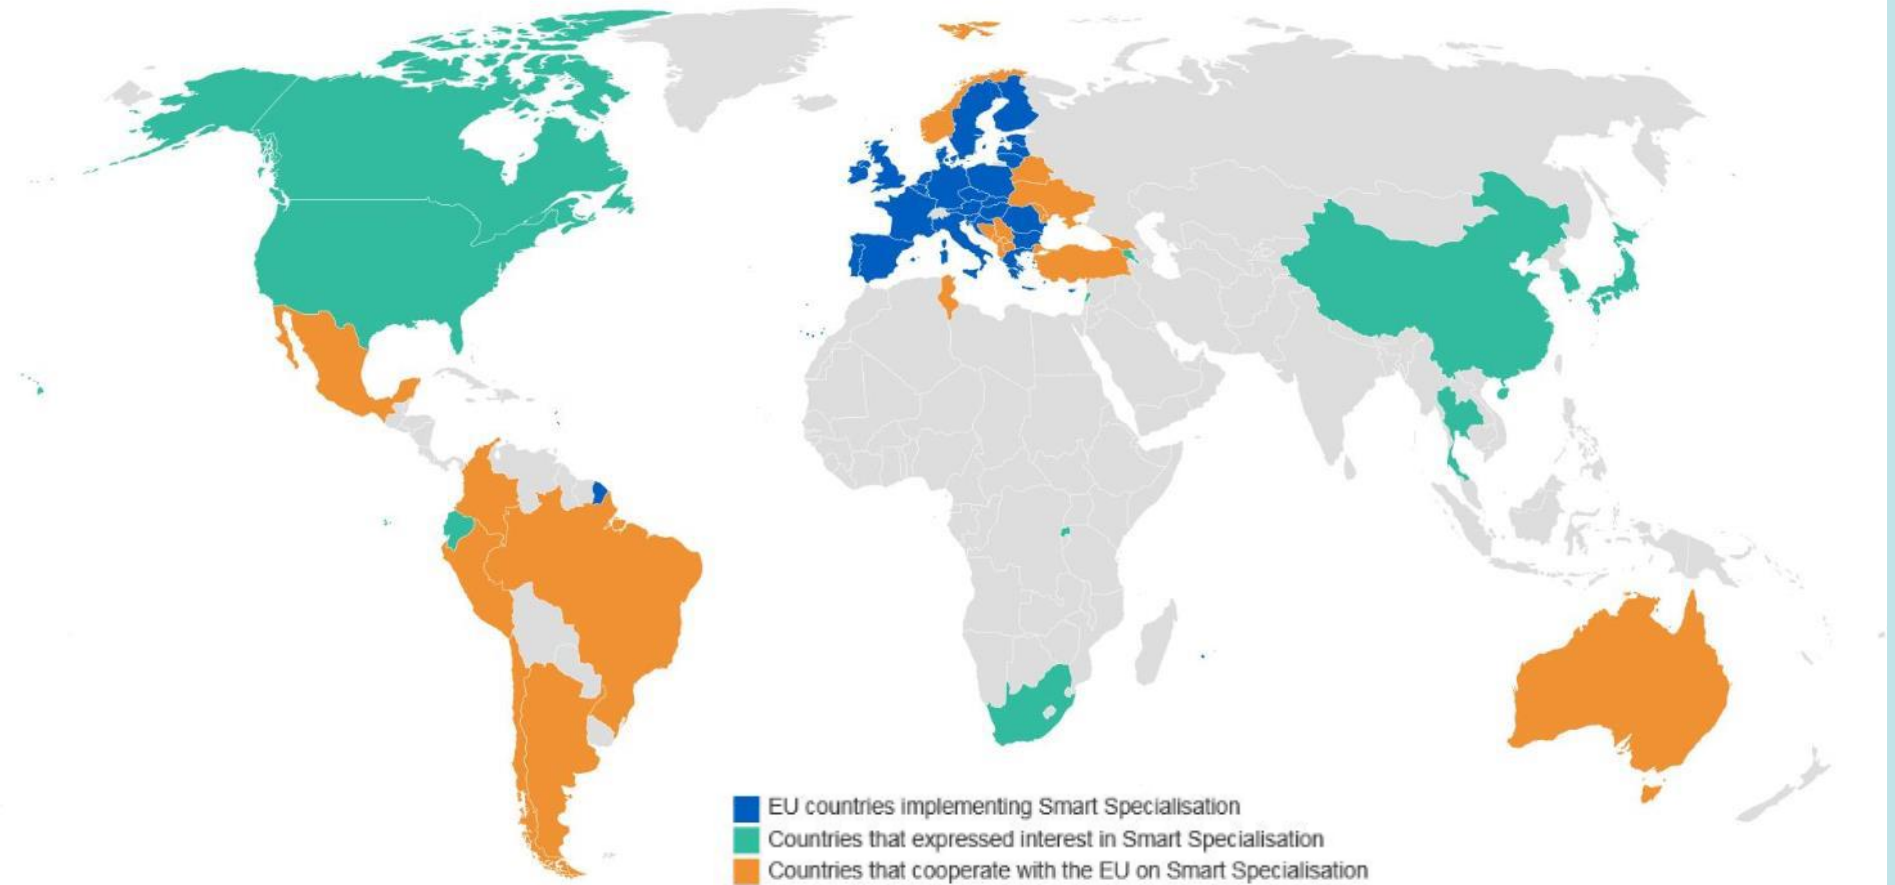 EU countries implementing Smart Specialisation
Countries that expressed interest in Smart Specialisation
Countries that cooperate with the EU on Smart Specialisation